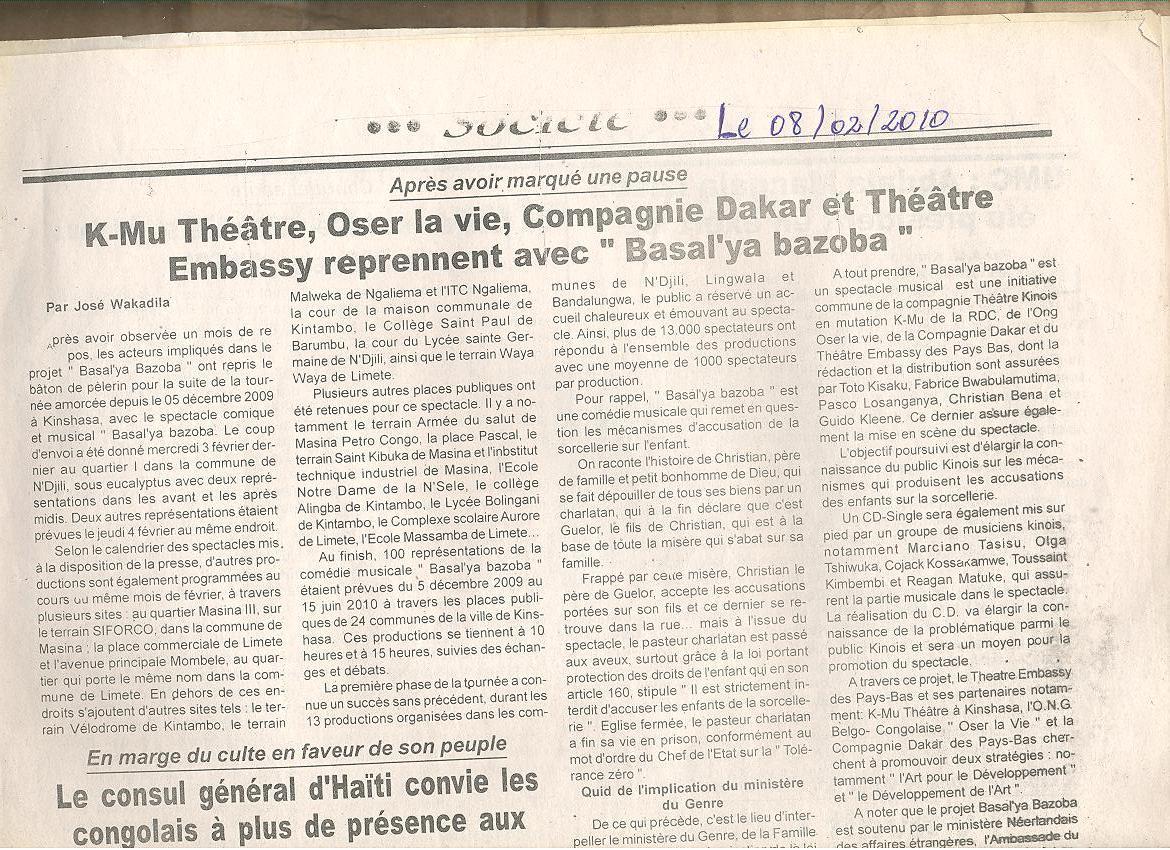 ••• Société •••
Le 08/02/2010
Après avoir marqué une pause
K-Mu Théâtre, Oser la vie, Compagnie Dakar et Théâtre
Embassy reprennent avec " Basal'ya bazoba "
Par José Wakadila
Après avoir observée un mois de re
pos, les acteurs impliqués dans le
projet " Basal'ya Bazoba " ont repris le
bâton de pèlerin pour la suite de la tour-
née amorcée depuis le 05 décembre 2009
à Kinshasa, avec le spectacle comique
et musical " Basal'ya bazoba. Le coup
d'envoi a été donné mercredi 3 février der-
nier au quartier I dans la commune de
N'Djili, sous eucalyptus avec deux repré-
sentations dans les avant et les après
midis. Deux autres représentations étaient
prévues le jeudi 4 février au même endroit.
Selon le calendrier des spectacles mis,
à la disposition de la presse, d'autres pro-
ductions sont également programmées au
cours du même mois de février, à travers
plusieurs sites : au quartier Masina III, sur
le terrain SIFORCO, dans la commune de
Masina ; la place commerciale de Limete
et l'avenue principale Mombele, au quar-
tier qui porte le même nom dans la com-
mune de Limete. En dehors de ces en-
droits s'ajoutent d'autres sites tels : le ter-
rain Vélodrome de Kintambo, le terrain
Malweka de Ngaliema et l'ITC Ngaliema,
la cour de la maison communale de
Kintambo, le Collège Saint Paul de
Barumbu, la cour du Lycée sainte Ger-
maine de N'Djili, ainsi que le terrain Waya
Waya de Limete.
Plusieurs autres places publiques ont
été retenues pour ce spectacle. Il y a no-
tamment le terrain Armée du salut de
Masina Petro Congo, la place Pascal, le
terrain Saint Kibuka de Masina et l'inbstitut
technique industriel de Masina, l'Ecole
Notre Dame de la N'Sele, le collège
Alingba de Kintambo, le Lycée Bolingani
de Kintambo, le Complexe scolaire Aurore
de Limete, l'Ecole Massamba de Limete...
Au finish, 100 représentations de la
comédie musicale " Basal'ya bazoba "
étaient prévues du 5 décembre 2009 au
15 juin 2010 à travers les places publi-
ques de 24 communes de la ville de Kins-
hasa. Ces productions se tiennent à 10
heures et à 15 heures, suivies des échan-
ges et débats.
La première phase de la tournée a con-
nue un succès sans précédent, durant les
13 productions organisées dans les com-
munes de N'Djili, Lingwala et
Bandalungwa, le public a réservé un ac-
cueil chaleureux et émouvant au specta-
cle. Ainsi, plus de 13.000 spectateurs ont
répondu à l'ensemble des productions
avec une moyenne de 1000 spectateurs
par production.
Pour rappel, " Basal'ya bazoba " est
une comédie musicale qui remet en ques-
tion les mécanismes d'accusation de la
sorcellerie sur l'enfant.
On raconte l'histoire de Christian, père
de famille et petit bonhomme de Dieu, qui
se fait dépouiller de tous ses biens par un
charlatan, qui à la fin déclare que c'est
Guelor, le fils de Christian, qui est à la
base de toute la misère qui s'abat sur sa
famille.
Frappé par cette misère, Christian le
père de Guelor, accepte les accusations
portées sur son fils et ce dernier se re-
trouve dans la rue... mais à l'issue du
spectacle, le pasteur charlatan est passé
aux aveux, surtout grâce à la loi portant
protection des droits de l'enfant qui en son
article 160, stipule " Il est strictement in-
terdit d'accuser les enfants de la sorcelle-
rie ". Eglise fermée, le pasteur charlatan
a fin sa vie en prison, conformément au
mot d'ordre du Chef de l'Etat sur la " Tolé-
rance zéro ".
Quid de l'implication du ministère
du Genre
De ce qui précède, c'est le lieu d'inter-
peller le ministère du Genre, de la Famille
A tout prendre, " Basal'ya bazoba " est
un spectacle musical est une initiative
commune de la compagnie Théâtre Kinois
en mutation K-Mu de la RDC, de l'Ong
Oser la vie, de la Compagnie Dakar et du
Théâtre Embassy des Pays Bas, dont la
rédaction et la distribution sont assurées
par Toto Kisaku, Fabrice Bwabulamutima,
Pasco Losanganya, Christian Bena et
Guido Kleene. Ce dernier assure égale-
ment la mise en scène du spectacle.
L'objectif poursuivi est d'élargir la con-
naissance du public Kinois sur les méca-
nismes qui produisent les accusations
des enfants sur la sorcellerie.
Un CD-Single sera également mis sur
pied par un groupe de musiciens kinois,
notamment Marciano Tasisu, Olga
Tshiwuka, Cojack Kossakamwe, Toussaint
Kimbembi et Reagan Matuke, qui assu-
rent la partie musicale dans le spectacle.
La réalisation du C.D. va élargir la con-
naissance de la problématique parmi le
public Kinois et sera un moyen pour la
promotion du spectacle.
A travers ce projet, le Theatre Embassy
des Pays-Bas et ses partenaires notam-
ment: K-Mu Théâtre à Kinshasa, l'O.N.G.
Belgo- Congolaise " Oser la Vie " et la
Compagnie Dakar des Pays-Bas cher-
chent à promouvoir deux stratégies : no-
tamment " l'Art pour le Développement "
et " le Développement de l'Art ".
A noter que le projet Basal'ya Bazoba
est soutenu par le ministère Néerlandais
des affaires étrangères, l'Ambassade du
En marge du culte en faveur de son peuple
Le consul général d'Haïti convie les
congolais à plus de présence aux